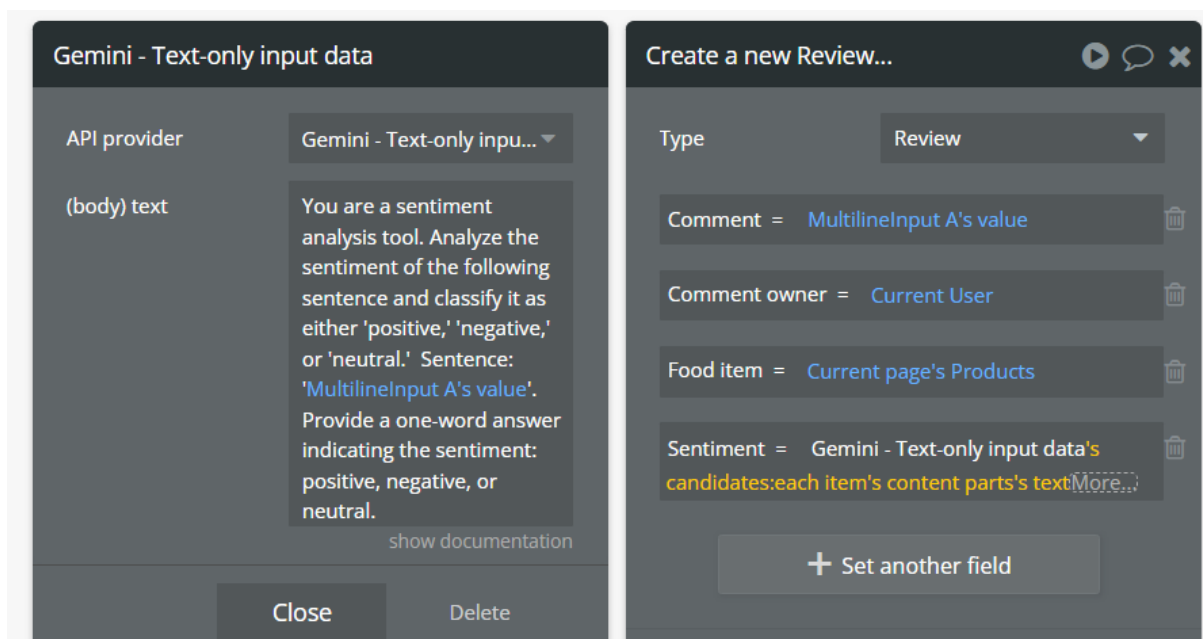 Gemini - Text-only input data
API provider
Gemini - Text-only inpu...
(body) text
You are a sentiment
analysis tool. Analyze the
sentiment of the following
sentence and classify it as
either 'positive,' 'negative,'
or 'neutral.'  Sentence:
'MultilineInput A's value'.
Provide a one-word answer
indicating the sentiment:
positive, negative, or
neutral.
show documentation
Close
Delete
Create a new Review...
Type
Review
Comment = MultilineInput A's value
Comment owner = Current User
Food item = Current page's Products
Sentiment = Gemini - Text-only input data's
candidates:each item's content parts's text More...
Set another field